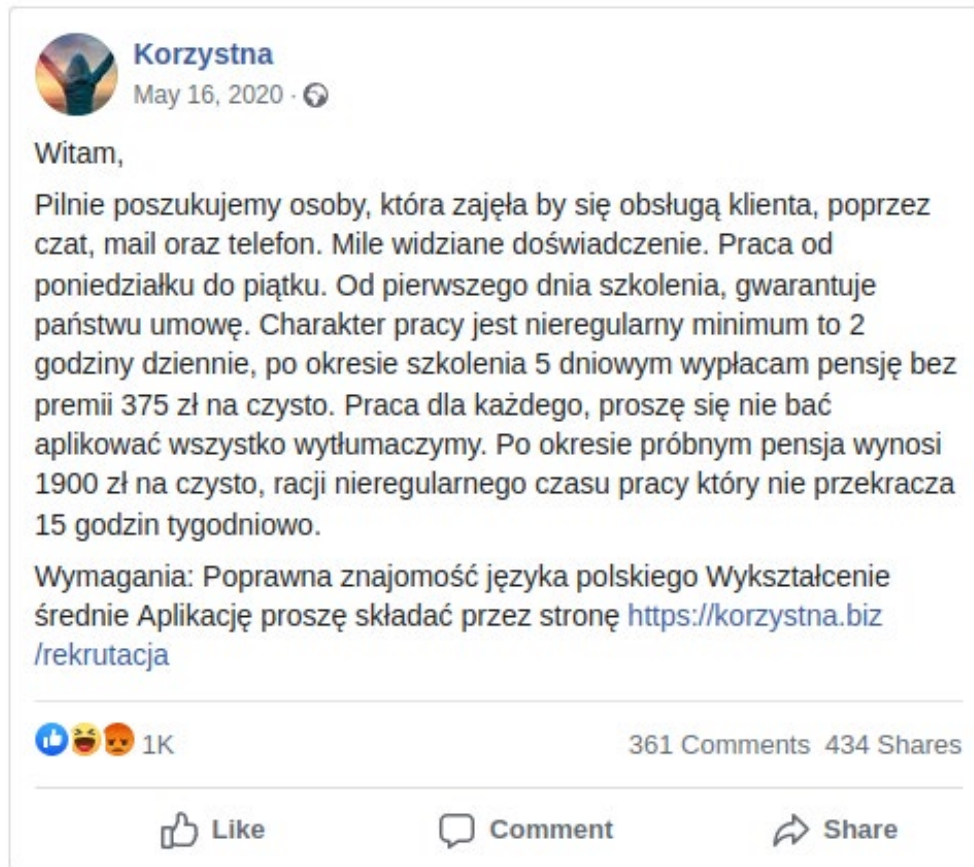 Korzystna
May 16, 2020 ·
Witam,
Pilnie poszukujemy osoby, która zajęła by się obsługą klienta, poprzez
czat, mail oraz telefon. Mile widziane doświadczenie. Praca od
poniedziałku do piątku. Od pierwszego dnia szkolenia, gwarantuje
państwu umowę. Charakter pracy jest nieregularny minimum to 2
godziny dziennie, po okresie szkolenia 5 dniowym wypłacam pensję bez
premii 375 zł na czysto. Praca dla każdego, proszę się nie bać
aplikować wszystko wytłumaczymy. Po okresie próbnym pensja wynosi
1900 zł na czysto, racji nieregularnego czasu pracy który nie przekracza
15 godzin tygodniowo.
Wymagania: Poprawna znajomość języka polskiego Wykształcenie
średnie Aplikację proszę składać przez stronę https://korzystna.biz
/rekrutacja
1K 361 Comments 434 Shares
Like Comment Share